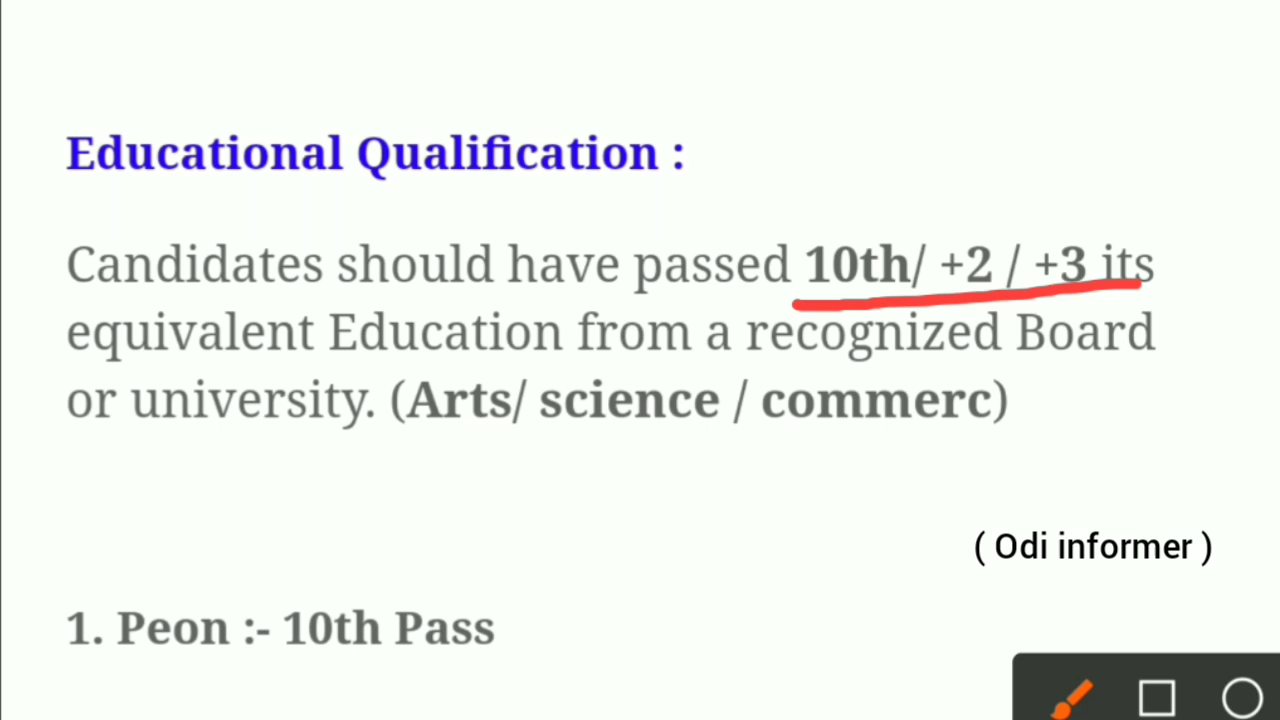 Educational Qualification :
Candidates should have passed 10th/ +2 / +3 its
equivalent Education from a recognized Board
or university. (Arts/ science / commerc)
( Odi informer )
1. Peon :- 10th Pass